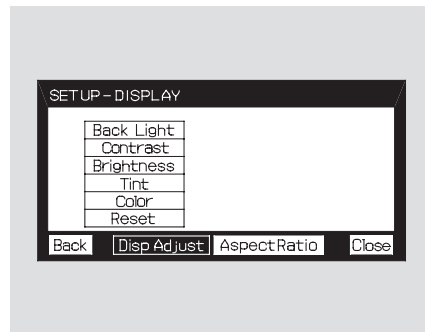 SETUP-DISPLAY
Back Light
Contrast
Brightness
Tint
Color
Reset
Back Disp Adjust AspectRatio Close